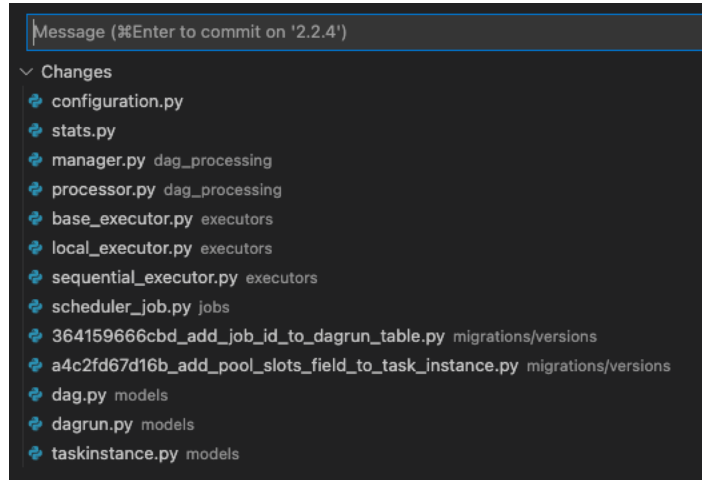 Message (⌘Enter to commit on '2.2.4')
Changes
configuration.py
stats.py
manager.py dag_processing
processor.py dag_processing
base_executor.py executors
local_executor.py executors
sequential_executor.py executors
scheduler_job.py jobs
364159666cbd_add_job_id_to_dagrun_table.py migrations/versions
a4c2fd67d16b_add_pool_slots_field_to_task_instance.py migrations/versions
dag.py models
dagrun.py models
taskinstance.py models